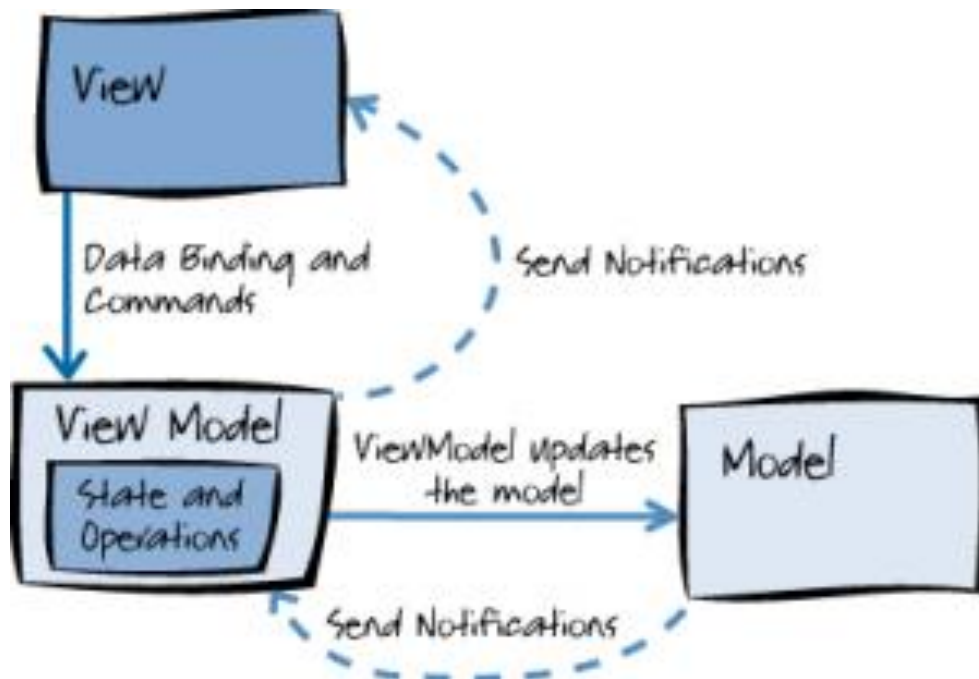 View
Data Binding and
Commands
Send Notifications
View Model
State and
Operations
ViewModel updates
the model
Model
Send Notifications